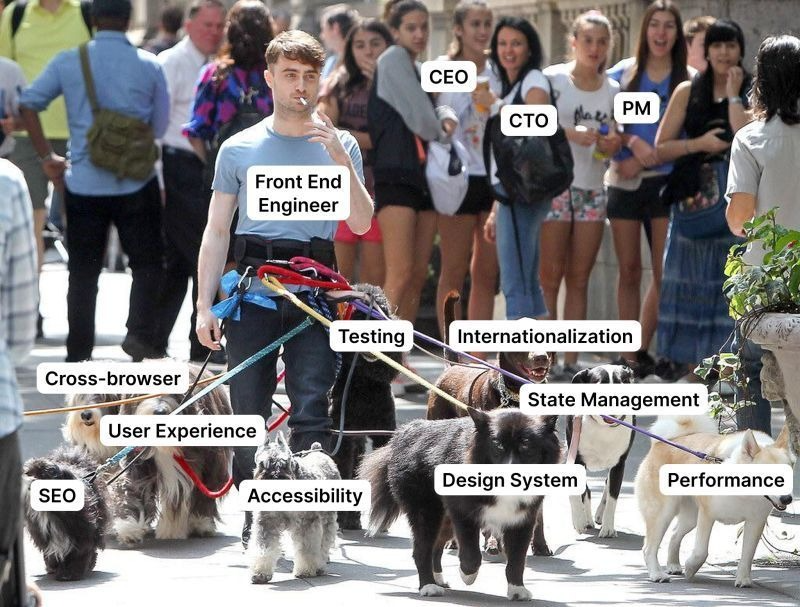 CEO
CTO
PM
Front End
Engineer
Testing
Internationalization
Cross-browser
State Management
User Experience
SEO
Accessibility
Design System
Performance